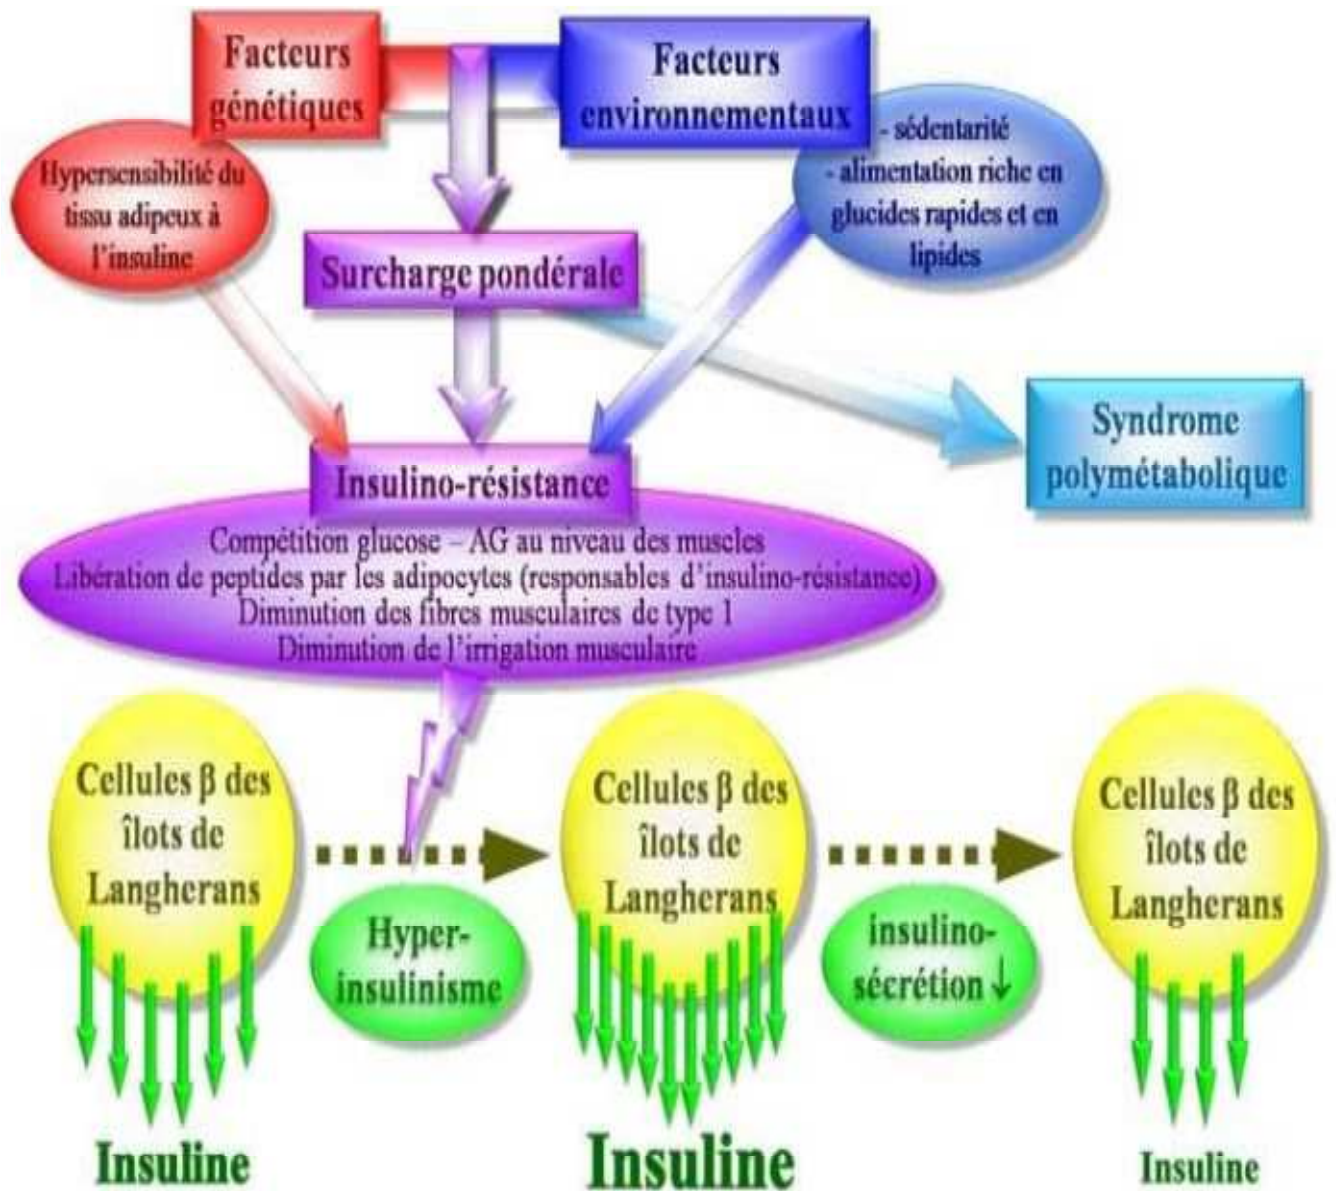 Facteurs
génétiques
Facteurs
environnementaux
Hypersensibilité du
tissu adipeux à
l'insuline
- sédentarité
- alimentation riche en
glucides rapides et en
lipides
Surcharge pondérale
Syndrome
polymétabolique
Insulino-résistance
Compétition glucose – AG au niveau des muscles
Libération de peptides par les adipocytes (responsables d'insulino-résistance)
Diminution des fibres musculaires de type 1
Diminution de l'irrigation musculaire
Cellules β des
îlots de
Langherans
Hyper-
insulinisme
Cellules β des
îlots de
Langherans
insulino-
sécrétion ↓
Cellules β des
îlots de
Langherans
Insuline
Insuline
Insuline